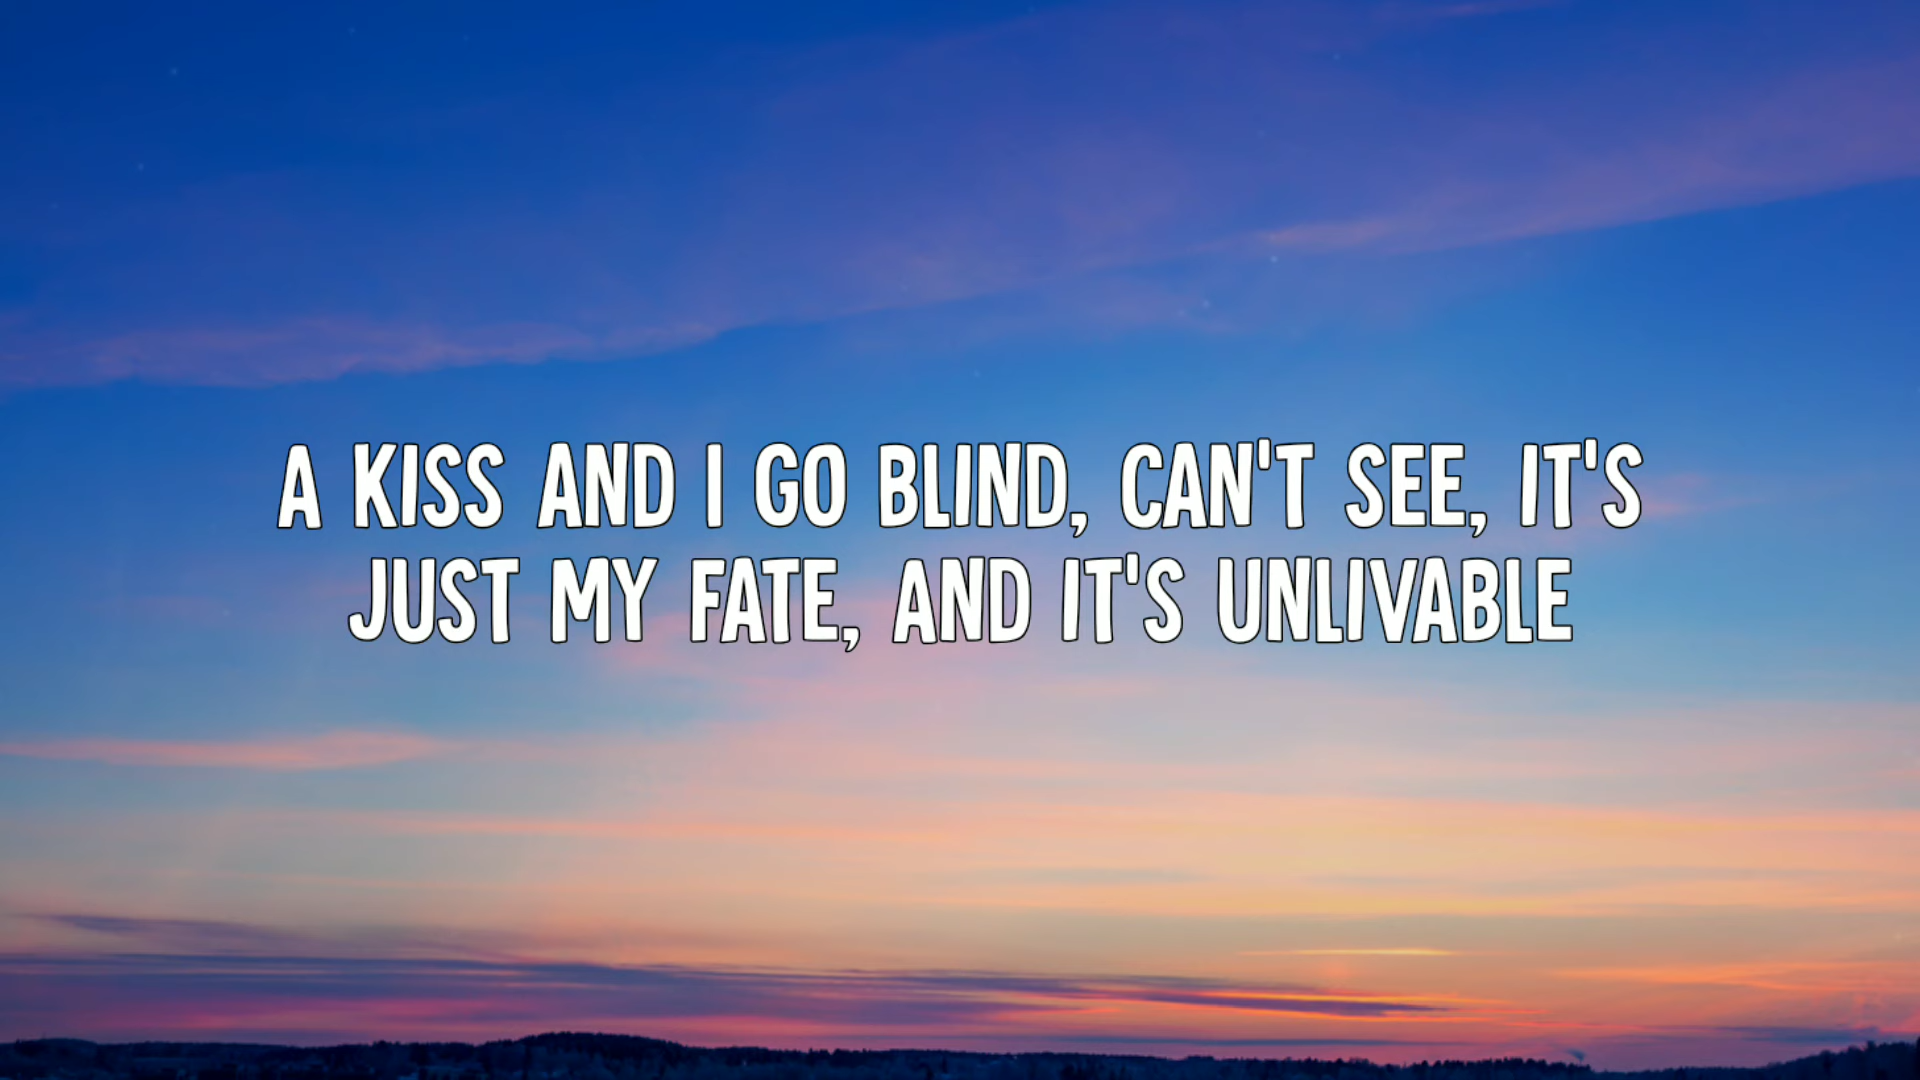 A KISS AND I GO BLIND, CAN'T SEE, IT'S
JUST MY FATE, AND IT'S UNLIVABLE